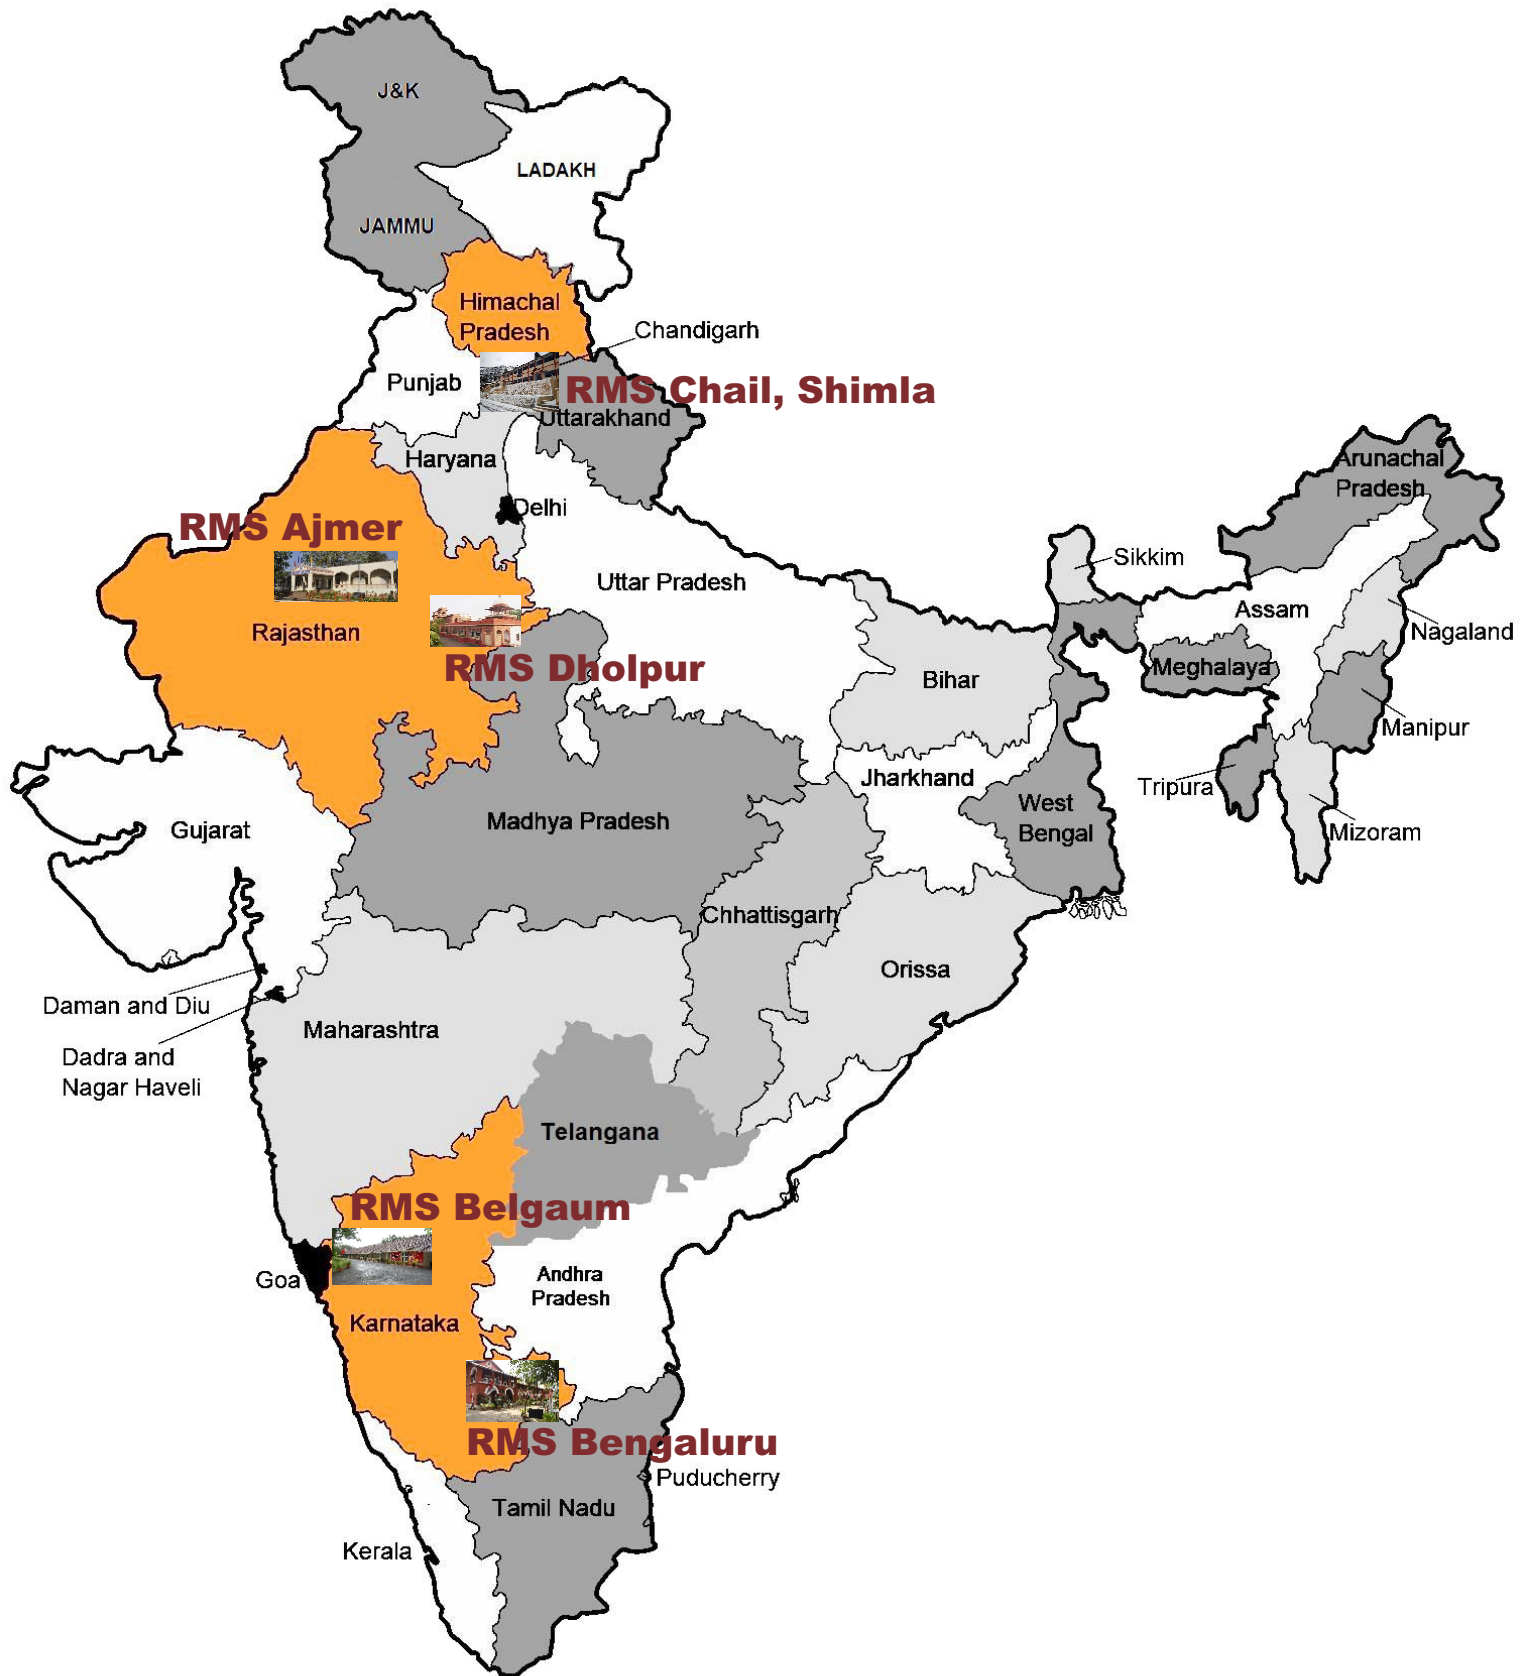 J&K
LADAKH
JAMMU
Himachal
Pradesh
Chandigarh
Punjab
RMS Chail, Shimla
Uttarakhand
Haryana
Delhi
Arunachal
Pradesh
RMS Ajmer
Sikkim
Uttar Pradesh
Assam
Rajasthan
Nagaland
RMS Dholpur
Meghalaya
Bihar
Manipur
Jharkhand
Tripura
West
Bengal
Gujarat
Madhya Pradesh
Mizoram
Chhattisgarh
Orissa
Daman and Diu
Maharashtra
Dadra and
Nagar Haveli
Telangana
RMS Belgaum
Goa
Andhra
Pradesh
Karnataka
RMS Bengaluru
Puducherry
Tamil Nadu
Kerala